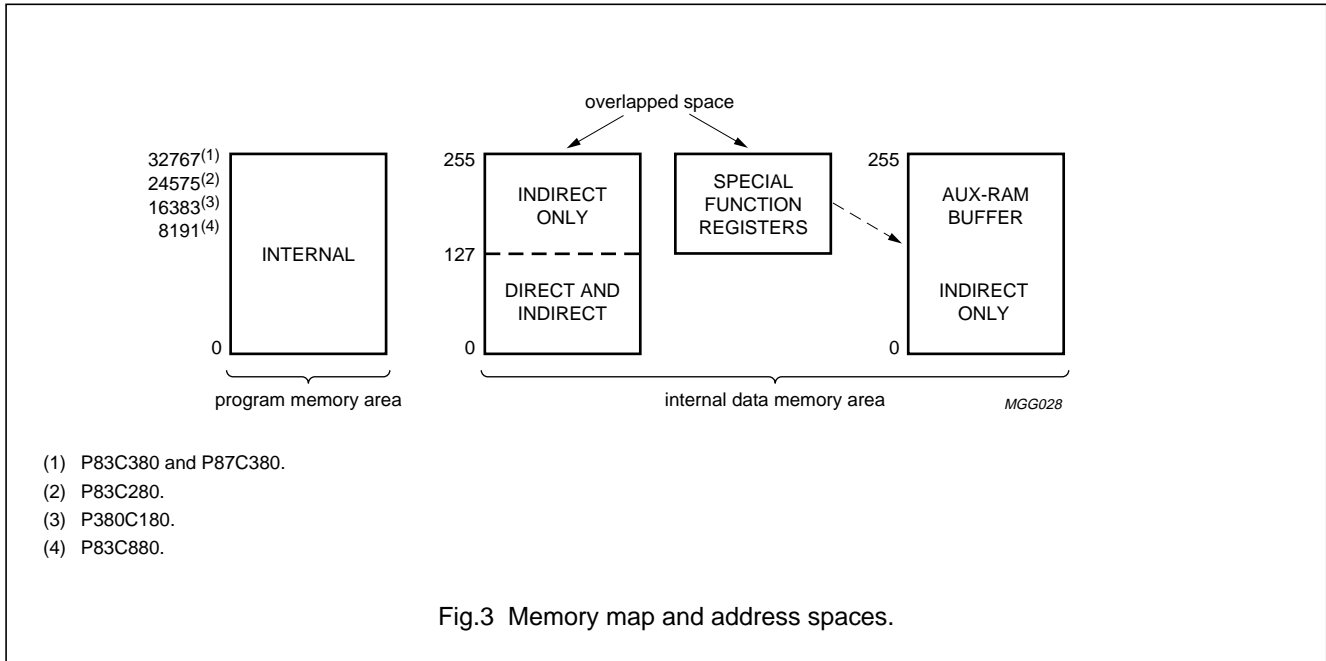 overlapped space
32767(1)
24575(2)
16383(3)
8191(4)
0
INTERNAL
program memory area
255
127
0
INDIRECT
ONLY
DIRECT AND
INDIRECT
SPECIAL
FUNCTION
REGISTERS
255
0
AUX-RAM
BUFFER
INDIRECT
ONLY
internal data memory area
MGG028
(1) P83C380 and P87C380.
(2) P83C280.
(3) P380C180.
(4) P83C880.
Fig.3 Memory map and address spaces.